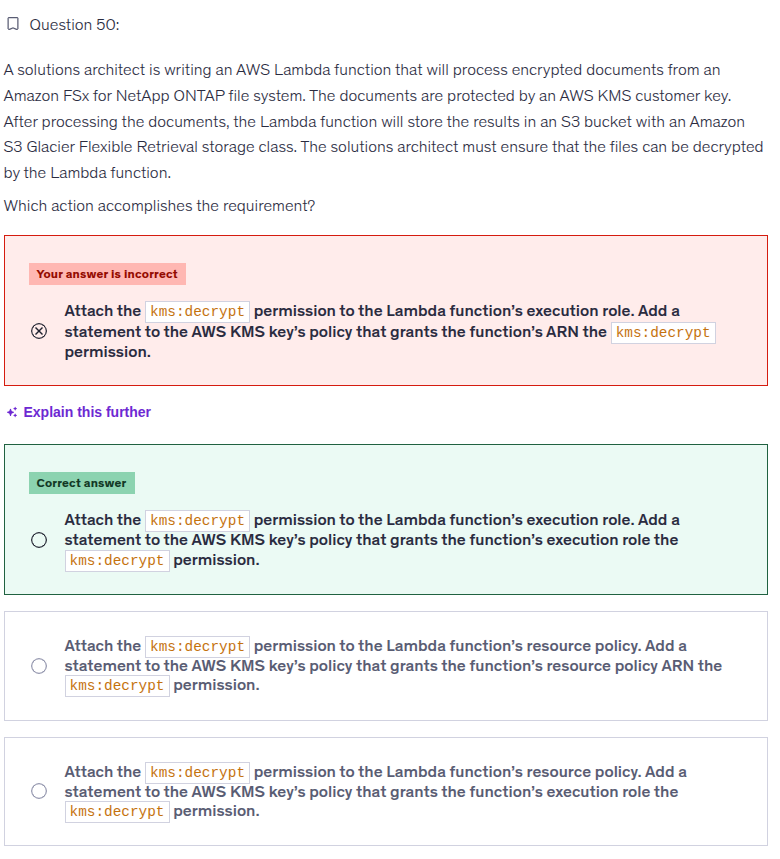 Question 50:
A solutions architect is writing an AWS Lambda function that will process encrypted documents from an
Amazon FSx for NetApp ONTAP file system. The documents are protected by an AWS KMS customer key.
After processing the documents, the Lambda function will store the results in an S3 bucket with an Amazon
S3 Glacier Flexible Retrieval storage class. The solutions architect must ensure that the files can be decrypted
by the Lambda function.
Which action accomplishes the requirement?
Your answer is incorrect
Attach the kms:decrypt permission to the Lambda function’s execution role. Add a
statement to the AWS KMS key’s policy that grants the function’s ARN the kms:decrypt
permission.
Explain this further
Correct answer
Attach the kms:decrypt permission to the Lambda function’s execution role. Add a
statement to the AWS KMS key’s policy that grants the function’s execution role the
kms:decrypt permission.
Attach the kms:decrypt permission to the Lambda function’s resource policy. Add a
statement to the AWS KMS key’s policy that grants the function’s resource policy ARN the
kms:decrypt permission.
Attach the kms:decrypt permission to the Lambda function’s resource policy. Add a
statement to the AWS KMS key’s policy that grants the function’s execution role the
kms:decrypt permission.